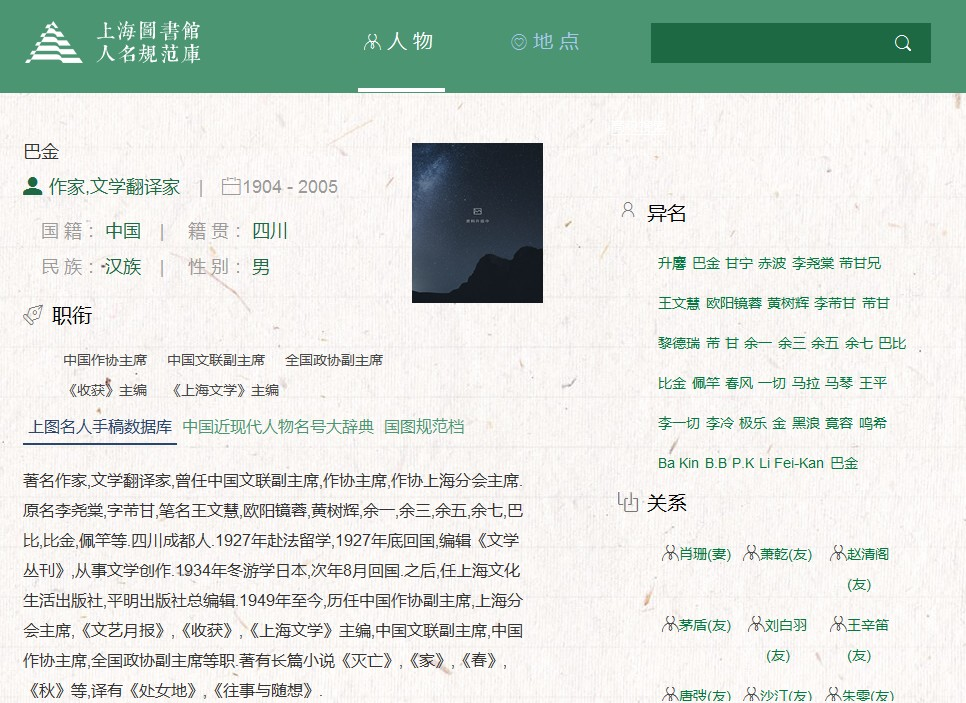 上海圖書館
人名規范庫
人物
地点
巴金
作家,文学翻译家 | 1904 - 2005
国籍: 中国 | 籍贯: 四川
民族: 汉族 | 性别: 男
职衔
中国作协主席 中国文联副主席 全国政协副主席
《收获》主编 《上海文学》主编
上图名人手稿数据库 中国近现代人物名号大辞典 国图规范档
著名作家,文学翻译家,曾任中国文联副主席,作协主席,作协上海分会主席.
原名李尧棠,字芾甘,笔名王文慧,欧阳镜蓉,黄树辉,余一,余三,余五,余七,巴
比,比金,佩竿等.四川成都人.1927年赴法留学,1927年底回国,编辑《文学
丛刊》,从事文学创作.1934年冬游学日本,次年8月回国.之后,任上海文化
生活出版社,平明出版社总编辑.1949年至今,历任中国作协副主席,上海分
会主席,《文艺月报》,《收获》,《上海文学》主编,中国文联副主席,中国
作协主席,全国政协副主席等职.著有长篇小说《灭亡》,《家》,《春》,
《秋》等,译有《处女地》,《往事与随想》.
异名
升麐 巴金 甘宁 赤波 李尧棠 芾甘兄
王文慧 欧阳镜蓉 黄树辉 李芾甘 芾甘
黎德瑞 芾 甘 余一 余三 余五 余七 巴比
比金 佩竿 春风 一切 马拉 马琴 王平
李一切 李冷 极乐 金 黑浪 竟容 鸣希
Ba Kin B.B P.K Li Fei-Kan 巴金
关系
肖珊(妻) 萧乾(友) 赵清阁
(友)
茅盾(友) 刘白羽 王辛笛
(友) (友)
唐弢(友) 沙汀(友) 朱雯(友)